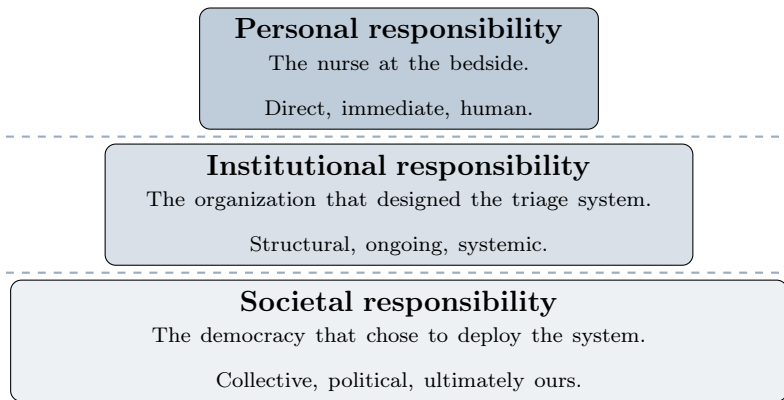 Personal responsibility
The nurse at the bedside.
Direct, immediate, human.
Institutional responsibility
The organization that designed the triage system.
Structural, ongoing, systemic.
Societal responsibility
The democracy that chose to deploy the system.
Collective, political, ultimately ours.